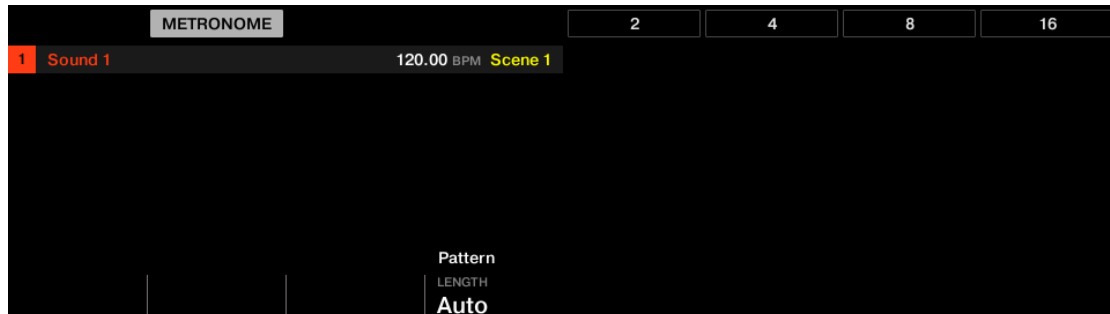 METRONOME 2 4 8 16
1 Sound 1 120.00 BPM Scene 1
Pattern
LENGTH
Auto